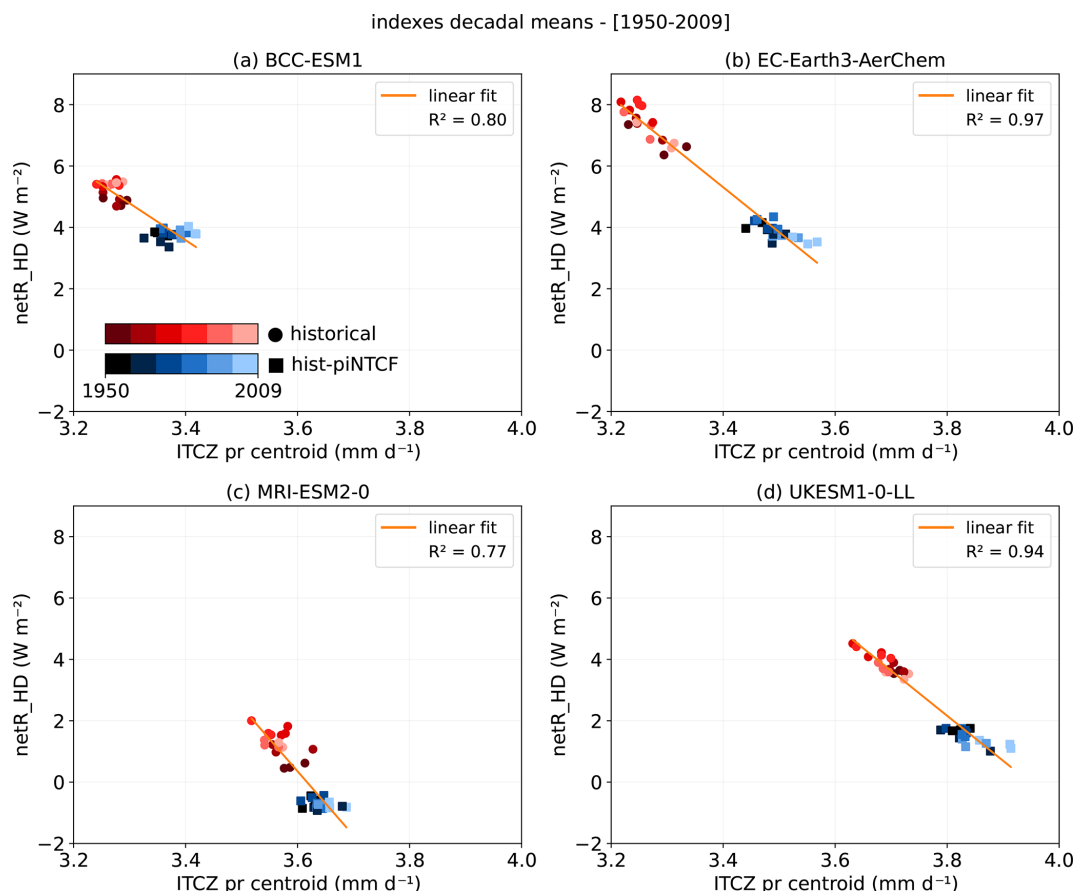 indexes decadal means - [1950-2009]
(a) BCC-ESM1
linear fit
R² = 0.80
netR_HD (W m⁻²)
8
6
4
2
0
−2
historical
hist-piNTCF
1950
2009
3.2
3.4
3.6
3.8
4.0
ITCZ pr centroid (mm d⁻¹)
(b) EC-Earth3-AerChem
linear fit
R² = 0.97
netR_HD (W m⁻²)
8
6
4
2
0
−2
3.2
3.4
3.6
3.8
4.0
ITCZ pr centroid (mm d⁻¹)
(c) MRI-ESM2-0
linear fit
R² = 0.77
netR_HD (W m⁻²)
8
6
4
2
0
−2
3.2
3.4
3.6
3.8
4.0
ITCZ pr centroid (mm d⁻¹)
(d) UKESM1-0-LL
linear fit
R² = 0.94
netR_HD (W m⁻²)
8
6
4
2
0
−2
3.2
3.4
3.6
3.8
4.0
ITCZ pr centroid (mm d⁻¹)